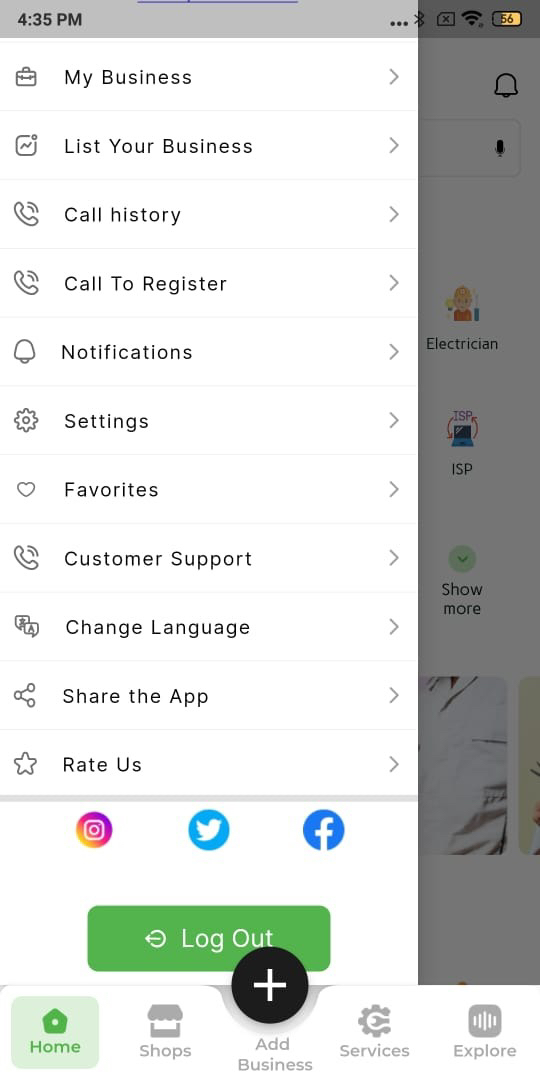 4:35 PM
56
My Business
List Your Business
Call history
Call To Register
Notifications
Settings
Favorites
Customer Support
Change Language
Share the App
Rate Us
Log Out
Electrician
ISP
ISP
Show
more
Home
Shops
Add
Business
Services
Explore